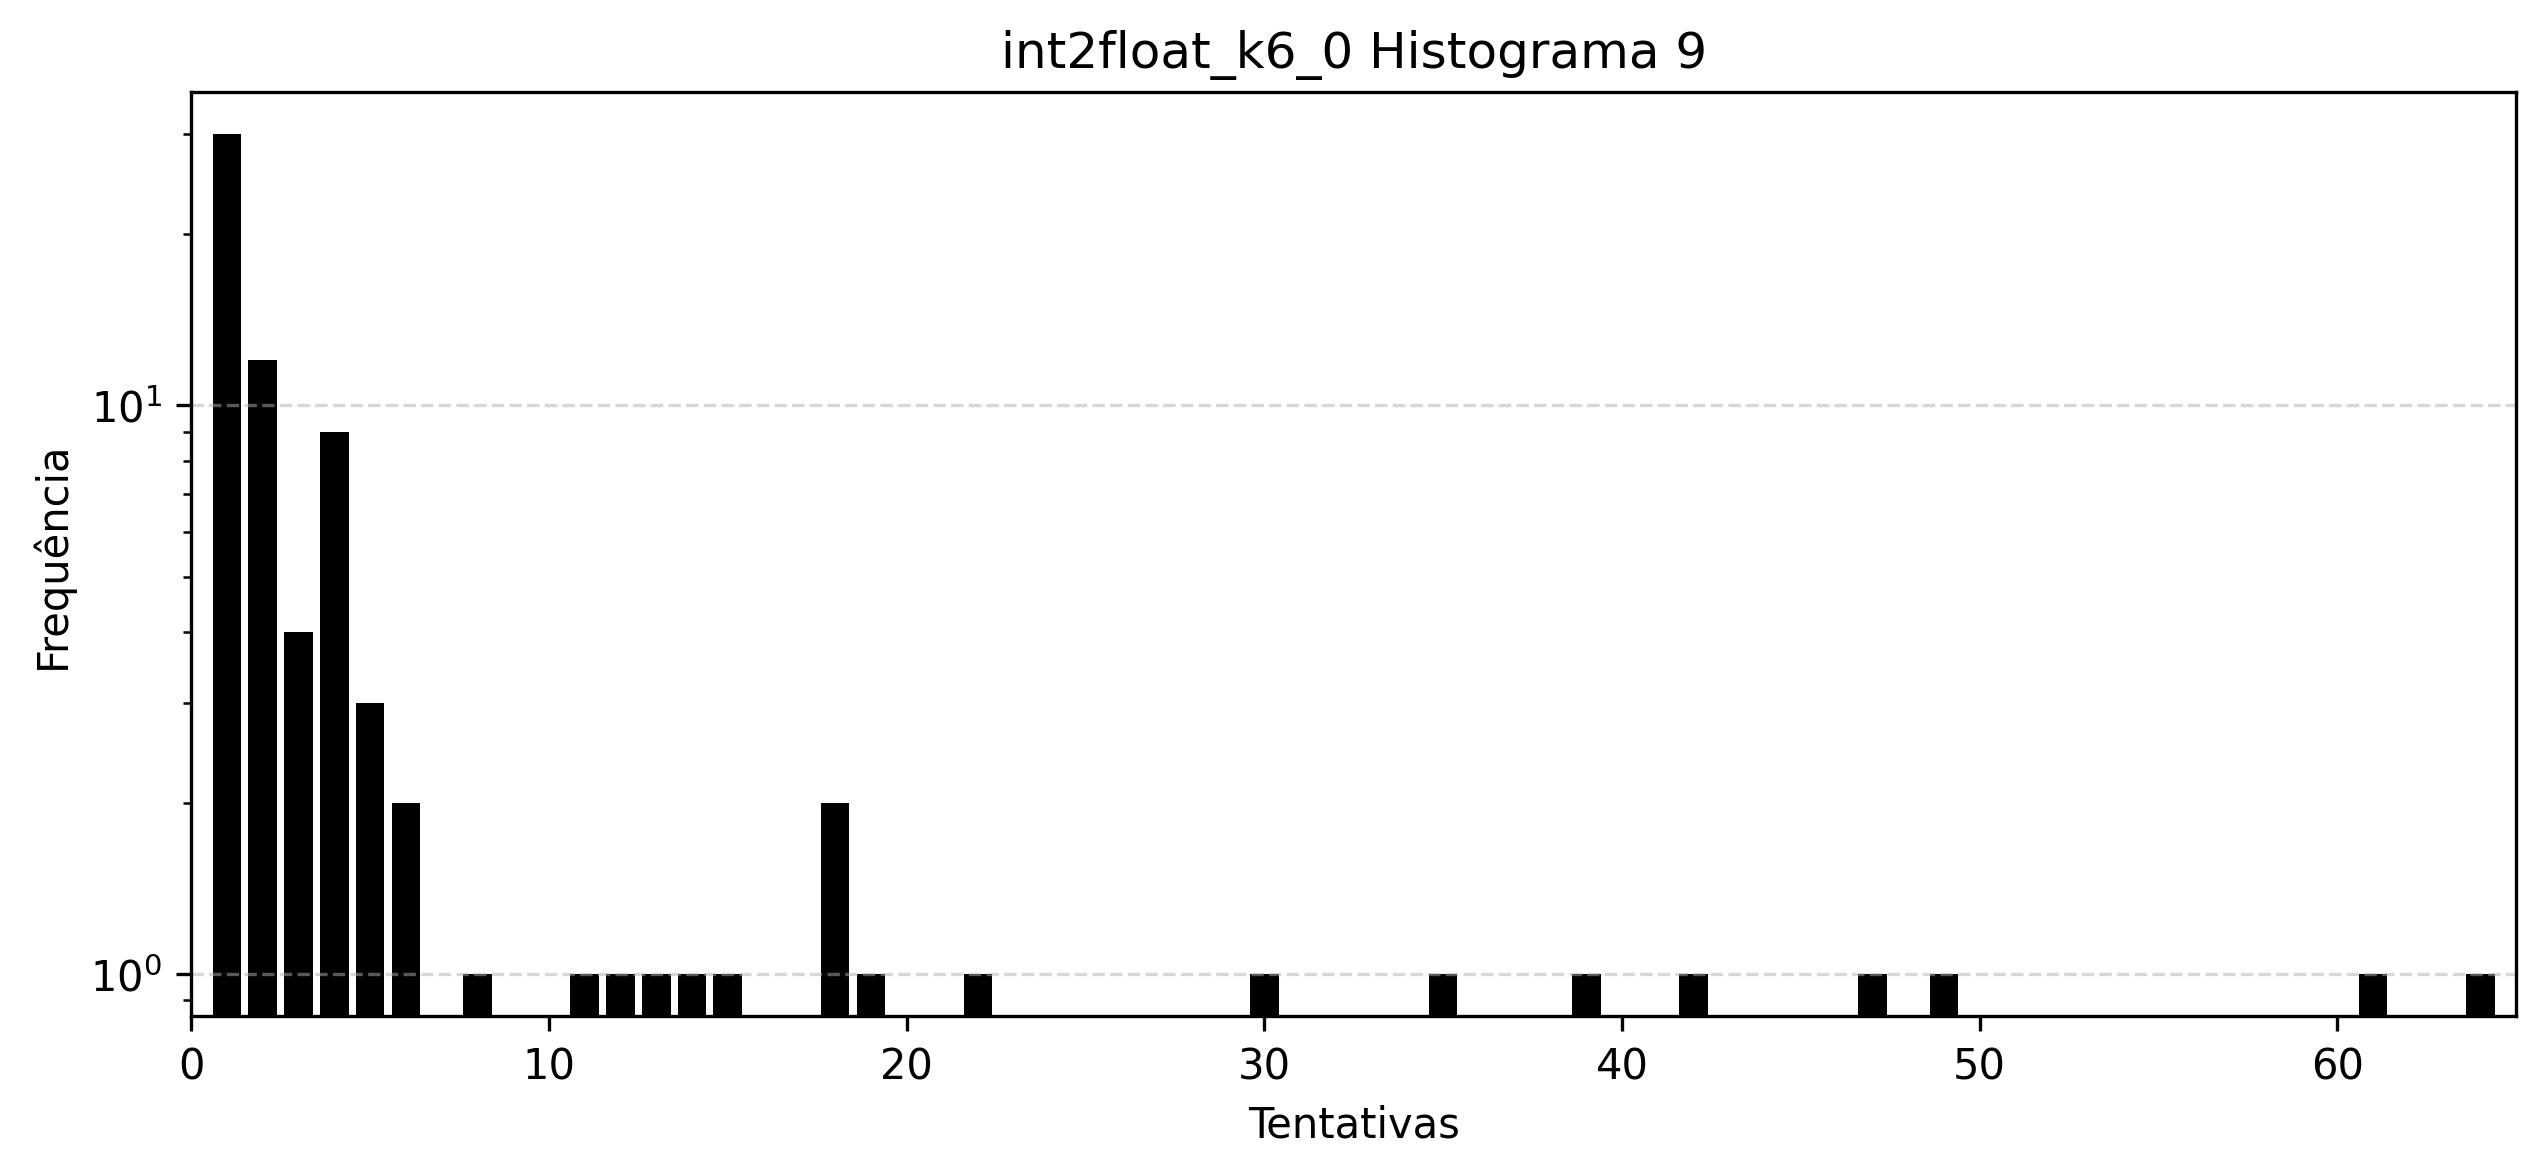 int2float_k6_0 Histograma 9
Frequência
10¹
10⁰
0 10 20 30 40 50 60
Tentativas